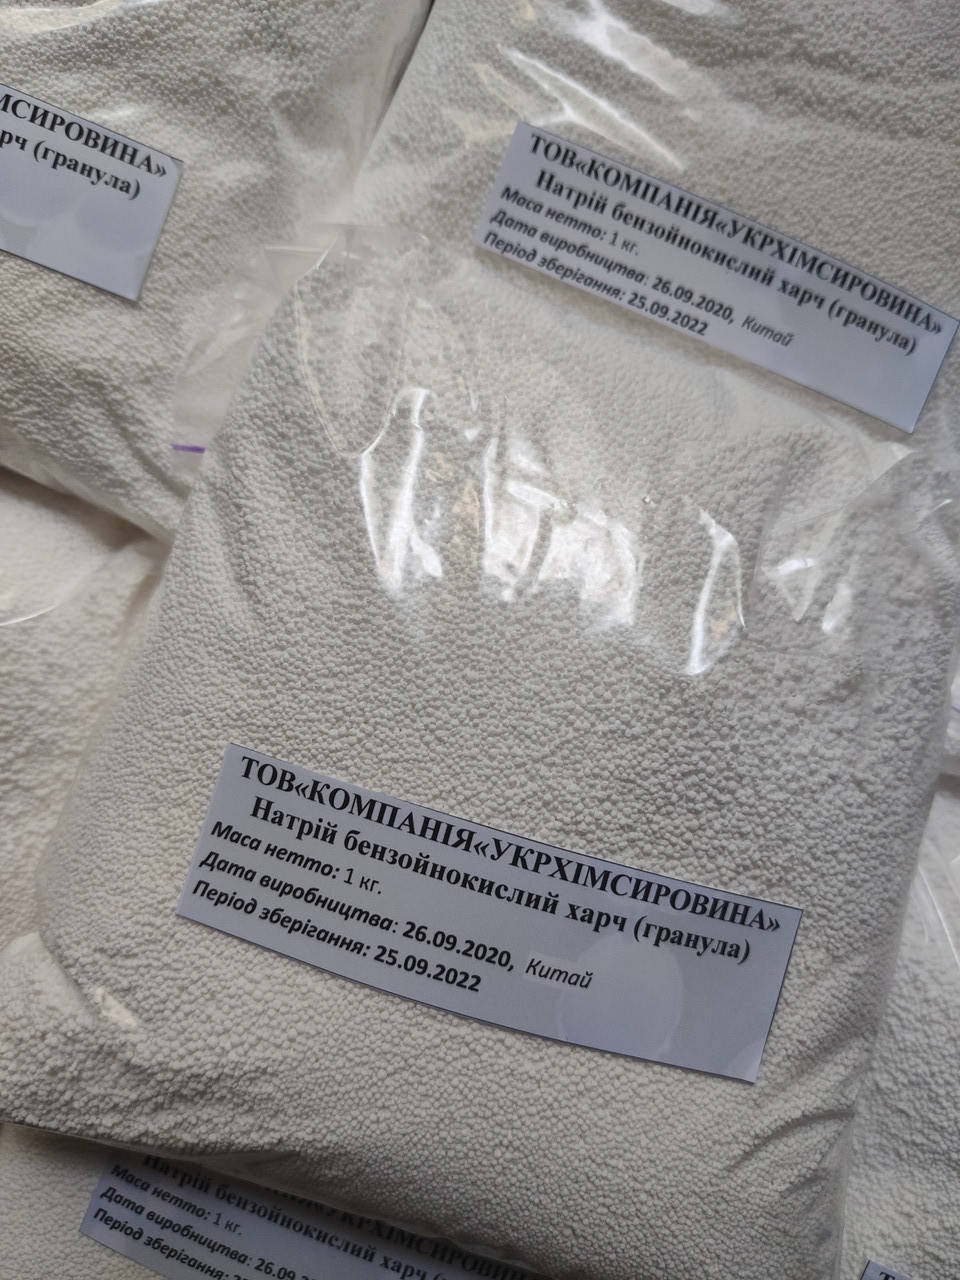 МСИРОВИНА»
рч (гранула)
ТОВ«КОМПАНІЯ«УКРХІМСИРОВИНА»
Натрій бензойнокислий харч (гранула)
Маса нетто: 1 кг.
Дата виробництва: 26.09.2020, Китай
Період зберігання: 25.09.2022
ТОВ«КОМПАНІЯ«УКРХІМСИРОВИНА»
Натрій бензойнокислий харч (гранула)
Маса нетто: 1 кг.
Дата виробництва: 26.09.2020, Китай
Період зберігання: 25.09.2022
«УКРХІМСИРОВИН
Натрій бензойнокислий харч (
Маса нетто: 1 кг.
Дата виробництва: 26.09
Період зберігання: